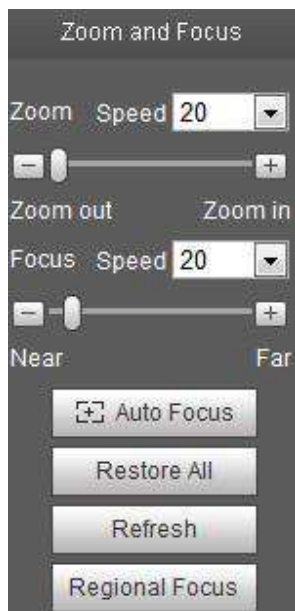 Zoom and Focus
Zoom Speed 20
Zoom out Zoom in
Focus Speed 20
Near Far
Auto Focus
Restore All
Refresh
Regional Focus